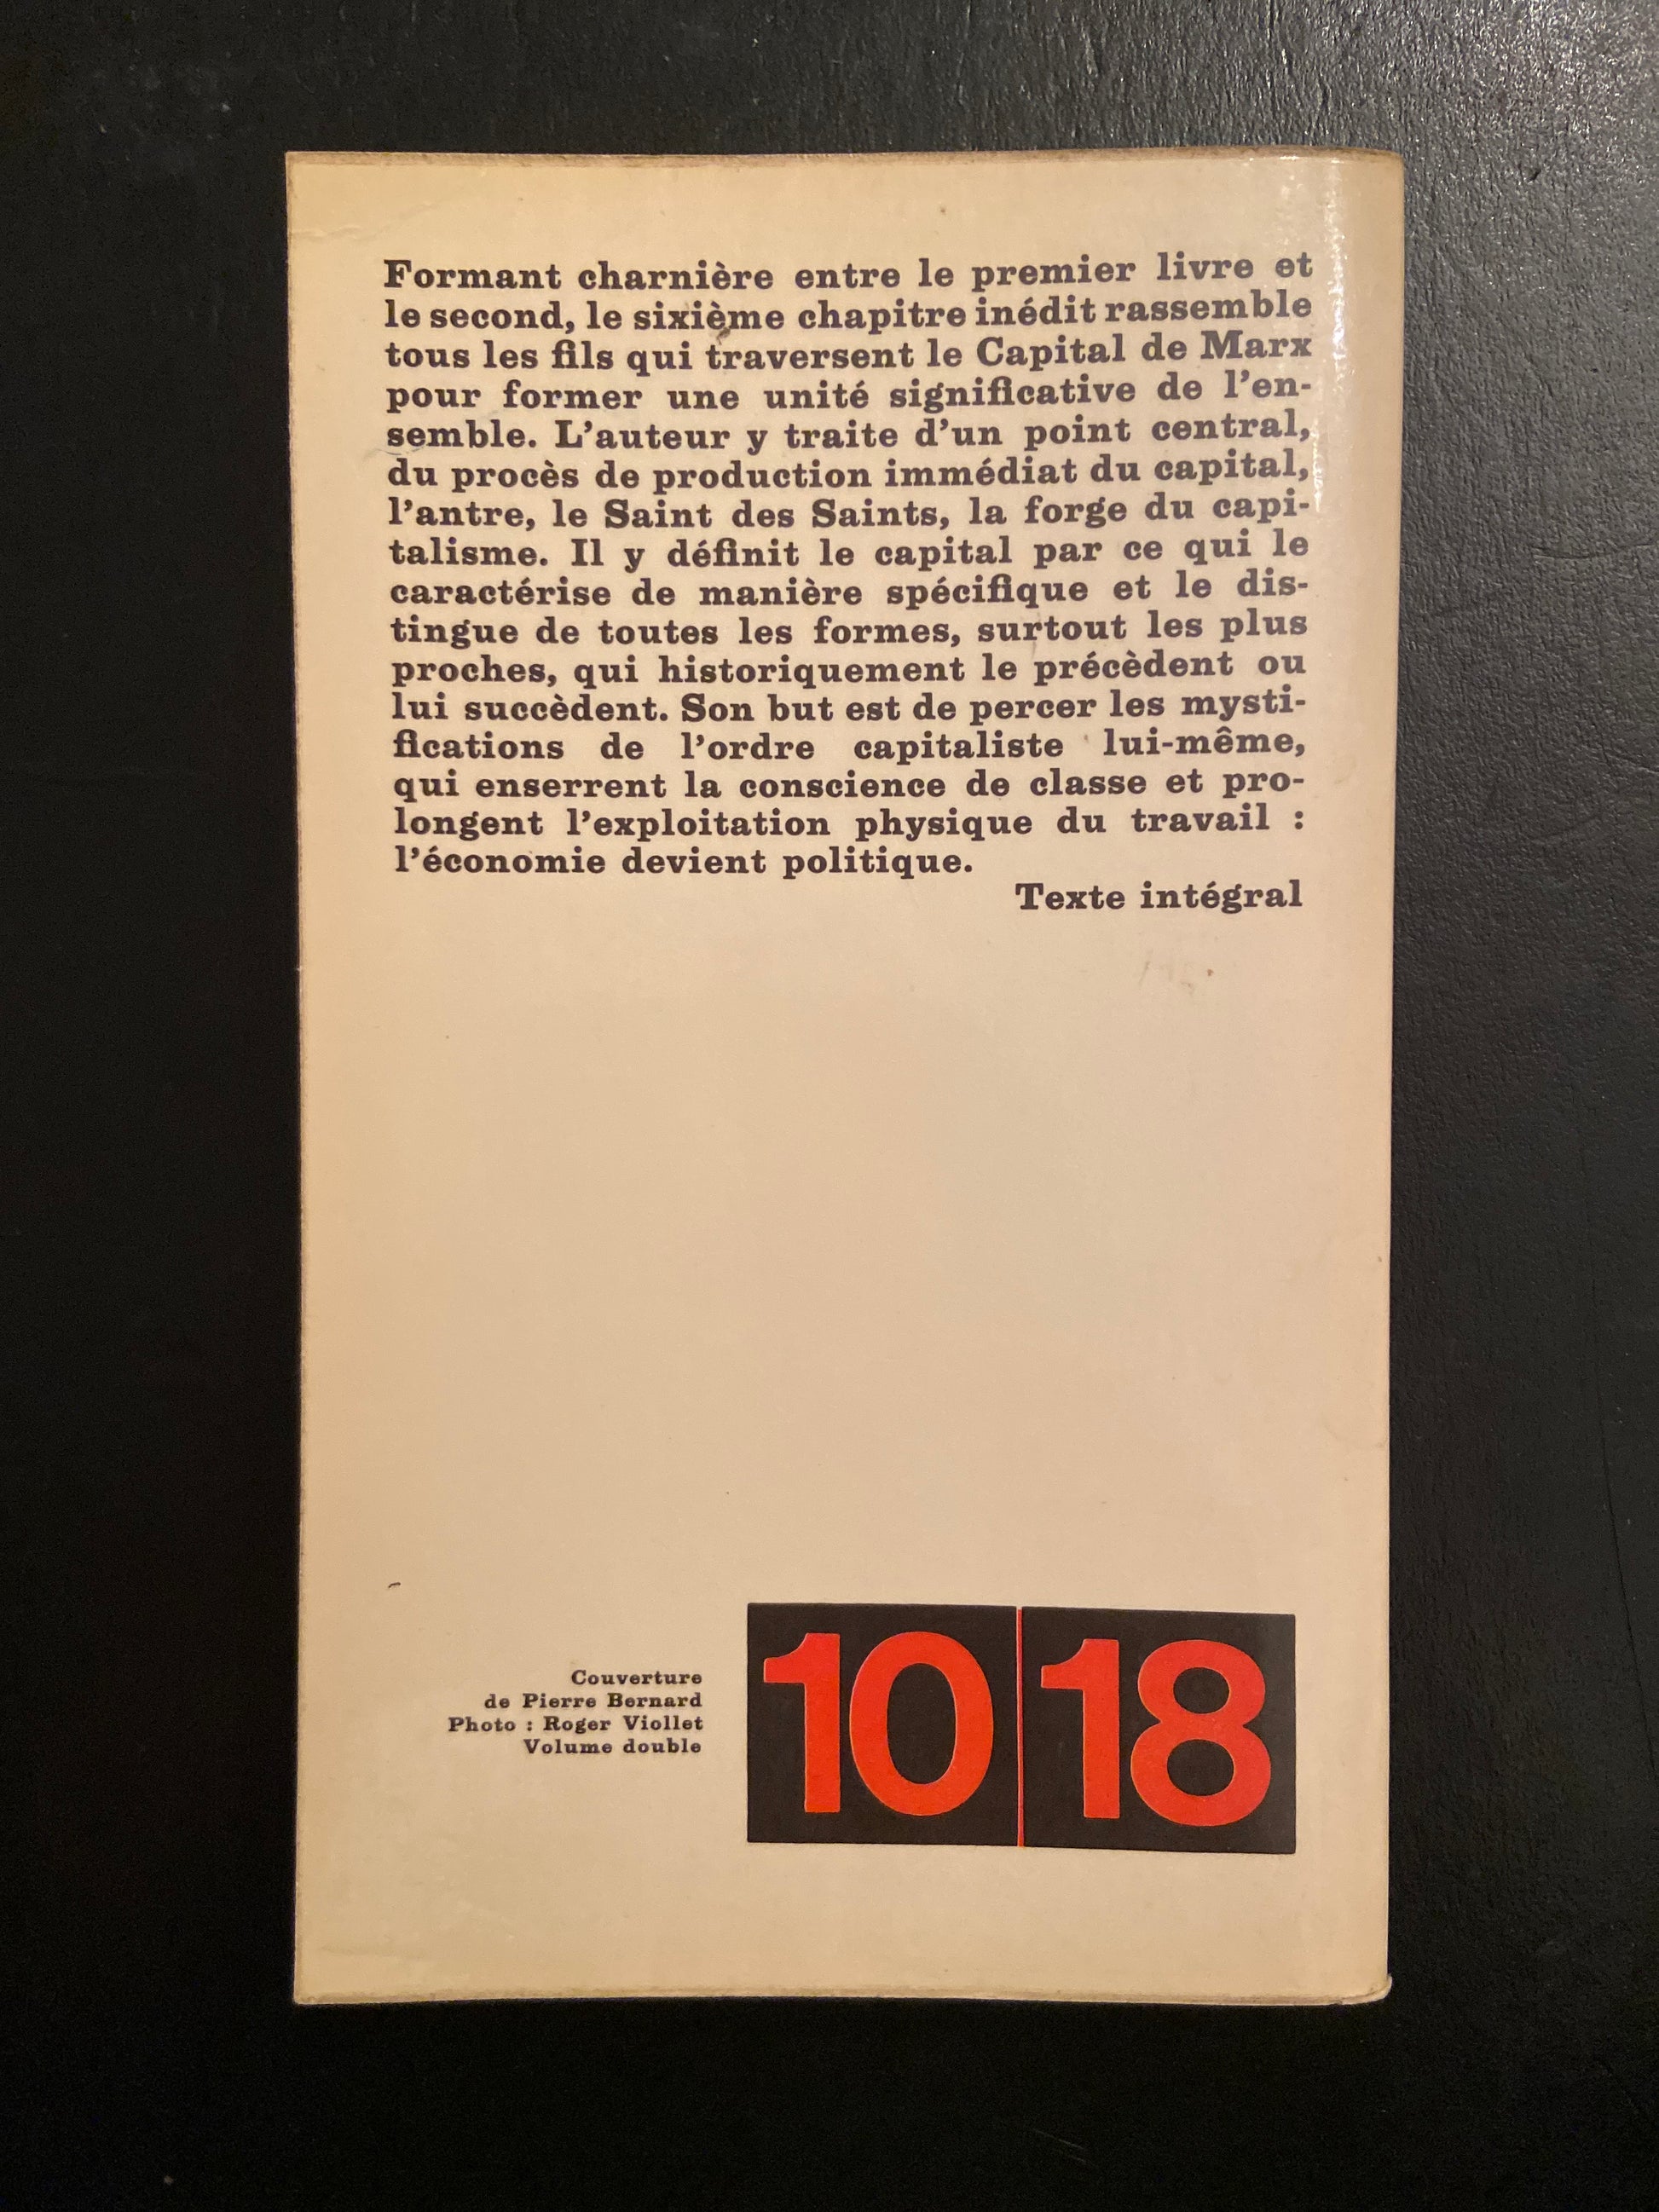 Formant charnière entre le premier livre et
le second, le sixième chapitre inédit rassemble
tous les fils qui traversent le Capital de Marx
pour former une unité significative de l'en-
semble. L'auteur y traite d'un point central,
du procès de production immédiat du capital,
l'antre, le Saint des Saints, la forge du capi-
talisme. Il y définit le capital par ce qui le
caractérise de manière spécifique et le dis-
tingue de toutes les formes, surtout les plus
proches, qui historiquement le précèdent ou
lui succèdent. Son but est de percer les mysti-
fications de l'ordre capitaliste lui-même,
qui enserrent la conscience de classe et pro-
longent l'exploitation physique du travail :
l'économie devient politique.
Texte intégral
Couverture
de Pierre Bernard
Photo : Roger Viollet
Volume double
10 18